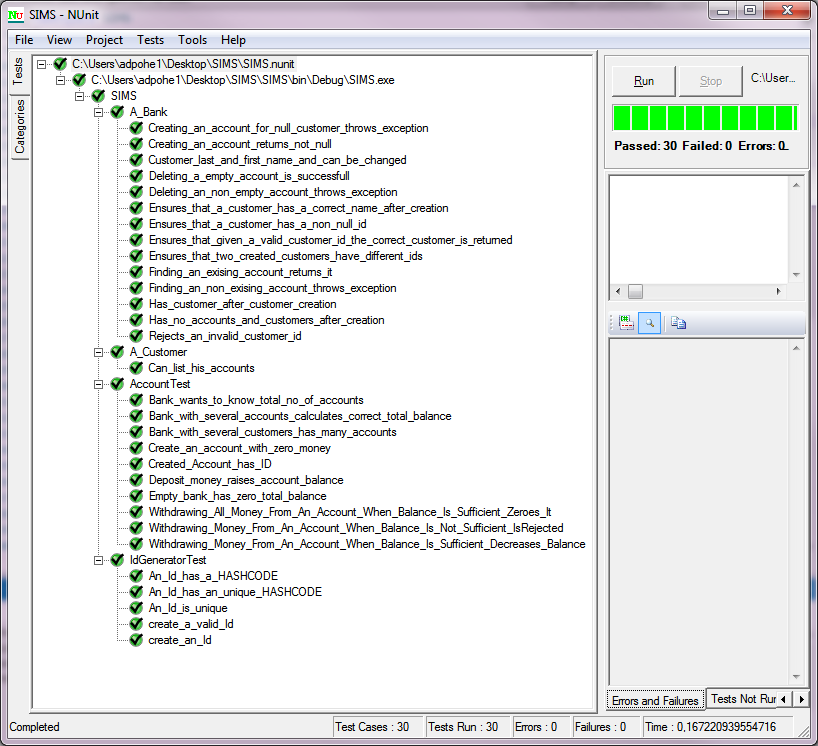 SIMS - NUnit
File View Project Tests Tools Help
Tests
Categories
C:\Users\adpohe1\Desktop\SIMS\SIMS.nunit
C:\Users\adpohe1\Desktop\SIMS\SIMS\bin\Debug\SIMS.exe
SIMS
A_Bank
Creating_an_account_for_null_customer_throws_exception
Creating_an_account_returns_not_null
Customer_last_and_first_name_and_can_be_changed
Deleting_a_empty_account_is_successfull
Deleting_an_non_empty_account_throws_exception
Ensures_that_a_customer_has_a_correct_name_after_creation
Ensures_that_a_customer_has_a_non_null_id
Ensures_that_given_a_valid_customer_id_the_correct_customer_is_returned
Ensures_that_two_created_customers_have_different_ids
Finding_an_exising_account_returns_it
Finding_an_non_exising_account_throws_exception
Has_customer_after_customer_creation
Has_no_accounts_and_customers_after_creation
Rejects_an_invalid_customer_id
A_Customer
Can_list_his_accounts
AccountTest
Bank_wants_to_know_total_no_of_accounts
Bank_with_several_accounts_calculates_correct_total_balance
Bank_with_several_customers_has_many_accounts
Create_an_account_with_zero_money
Created_Account_has_ID
Deposit_money_raises_account_balance
Empty_bank_has_zero_total_balance
Withdrawing_All_Money_From_An_Account_When_Balance_Is_Sufficient_Zeroes_It
Withdrawing_Money_From_An_Account_When_Balance_Is_Not_Sufficient_IsRejected
Withdrawing_Money_From_An_Account_When_Balance_Is_Sufficient_Decreases_Balance
IdGeneratorTest
An_Id_has_a_HASHCODE
An_Id_has_an_unique_HASHCODE
An_Id_is_unique
create_a_valid_Id
create_an_Id
Run Stop C:\User...
Passed: 30 Failed: 0 Errors: 0
Errors and Failures Tests Not Run
Completed Test Cases : 30 Tests Run : 30 Errors : 0 Failures : 0 Time : 0,167220939554716